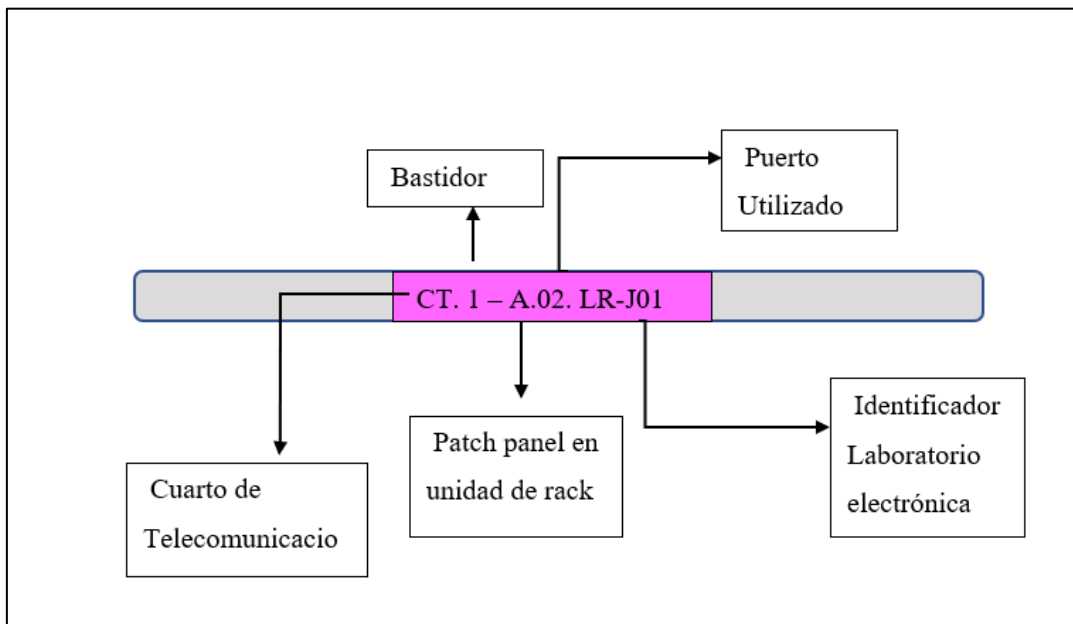 Puerto
Utilizado
Bastidor
CT. 1 – A.02. LR-J01
Identificador
Laboratorio
electrónica
Patch panel en
unidad de rack
Cuarto de
Telecomunicacio